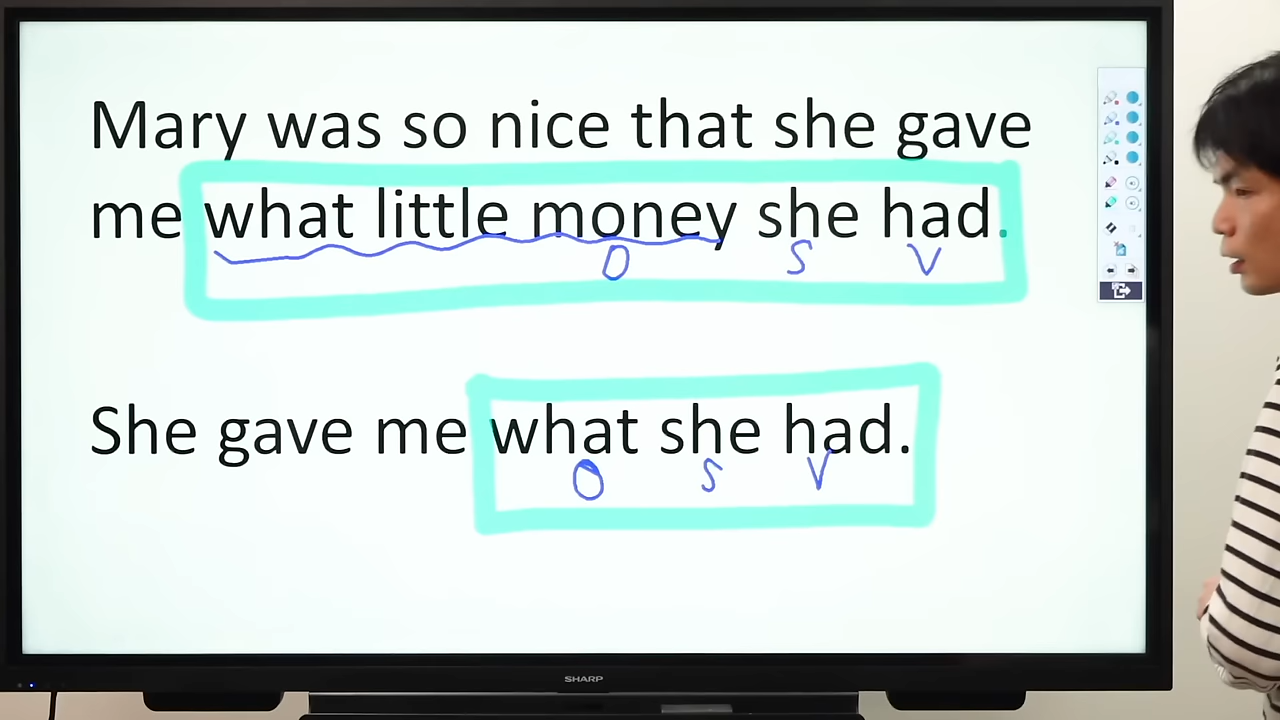 Mary was so nice that she gave
me what little money she had.
O S V
She gave me what she had.
O S V
SHARP